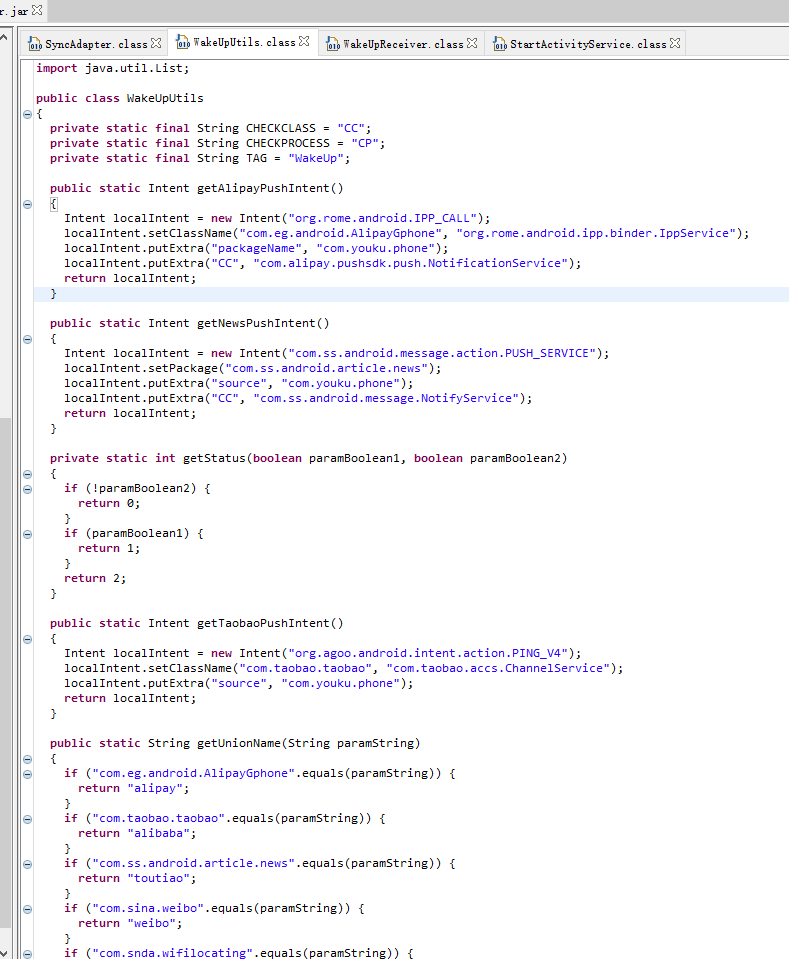 r.jar
SyncAdapter.class WakeUpUtils.class WakeUpReceiver.class StartActivityService.class
import java.util.List;
public class WakeUpUtils
{
private static final String CHECKCLASS = "CC";
private static final String CHECKPROCESS = "CP";
private static final String TAG = "WakeUp";
public static Intent getAlipayPushIntent()
{
Intent localIntent = new Intent("org.rome.android.IPP_CALL");
localIntent.setClassName("com.eg.android.AlipayGphone", "org.rome.android.ipp.binder.IppService");
localIntent.putExtra("packageName", "com.youku.phone");
localIntent.putExtra("CC", "com.alipay.pushsdk.push.NotificationService");
return localIntent;
}
public static Intent getNewsPushIntent()
{
Intent localIntent = new Intent("com.ss.android.message.action.PUSH_SERVICE");
localIntent.setPackage("com.ss.android.article.news");
localIntent.putExtra("source", "com.youku.phone");
localIntent.putExtra("CC", "com.ss.android.message.NotifyService");
return localIntent;
}
private static int getStatus(boolean paramBoolean1, boolean paramBoolean2)
{
if (!paramBoolean2) {
return 0;
}
if (paramBoolean1) {
return 1;
}
return 2;
}
public static Intent getTaobaoPushIntent()
{
Intent localIntent = new Intent("org.agoo.android.intent.action.PING_V4");
localIntent.setClassName("com.taobao.taobao", "com.taobao.accs.ChannelService");
localIntent.putExtra("source", "com.youku.phone");
return localIntent;
}
public static String getUnionName(String paramString)
{
if ("com.eg.android.AlipayGphone".equals(paramString)) {
return "alipay";
}
if ("com.taobao.taobao".equals(paramString)) {
return "alibaba";
}
if ("com.ss.android.article.news".equals(paramString)) {
return "toutiao";
}
if ("com.sina.weibo".equals(paramString)) {
return "weibo";
}
if ("com.snda.wifilocating".equals(paramString)) {